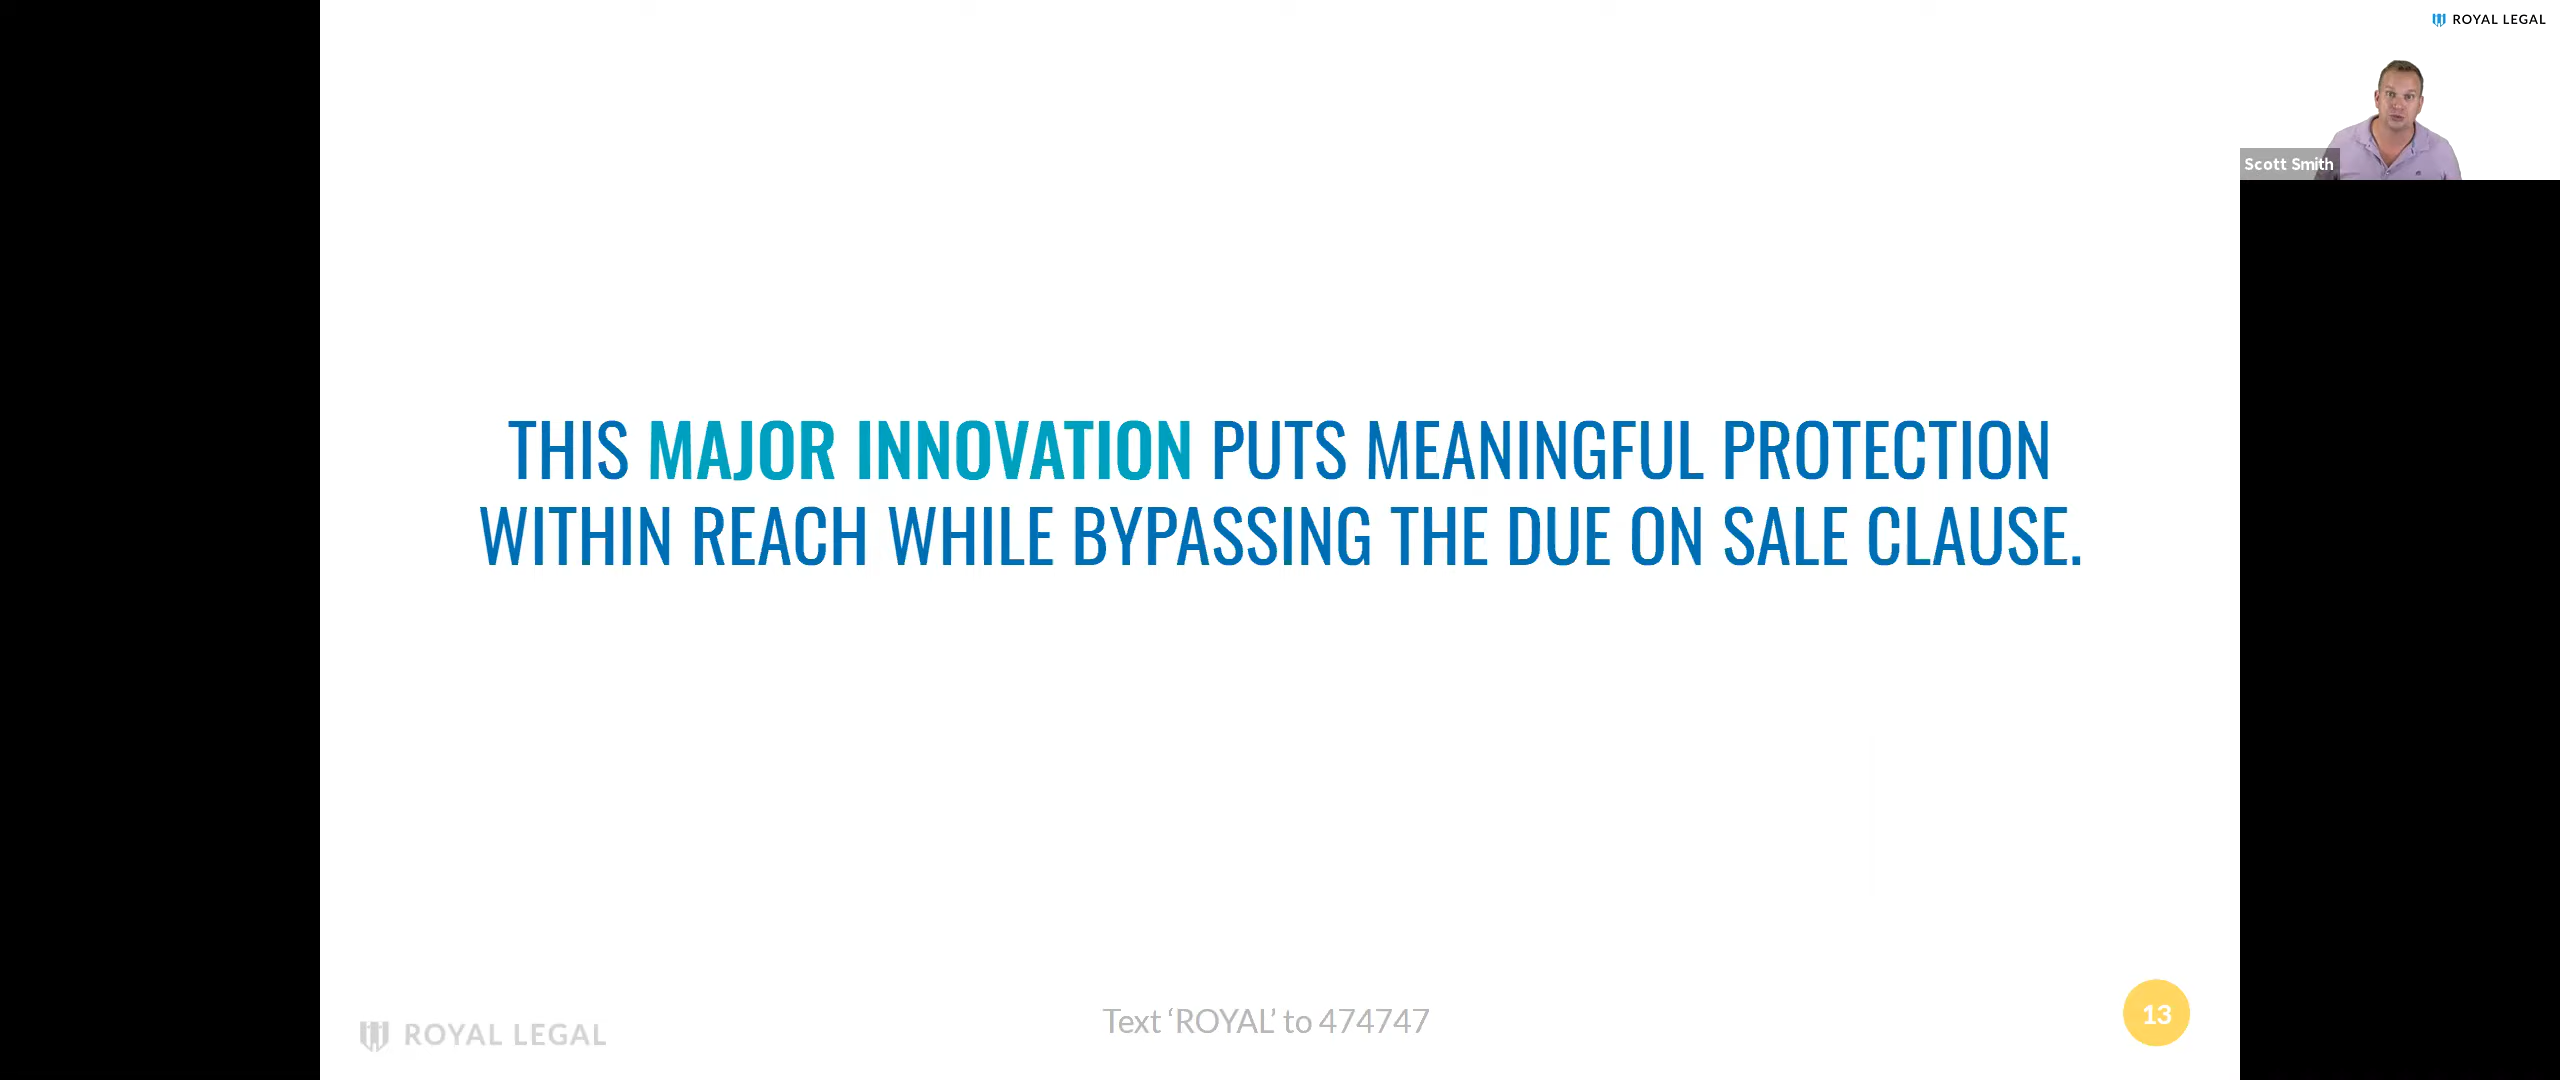 ROYAL LEGAL
Scott Smith
THIS MAJOR INNOVATION PUTS MEANINGFUL PROTECTION
WITHIN REACH WHILE BYPASSING THE DUE ON SALE CLAUSE.
ROYAL LEGAL
Text ‘ROYAL’ to 474747
13